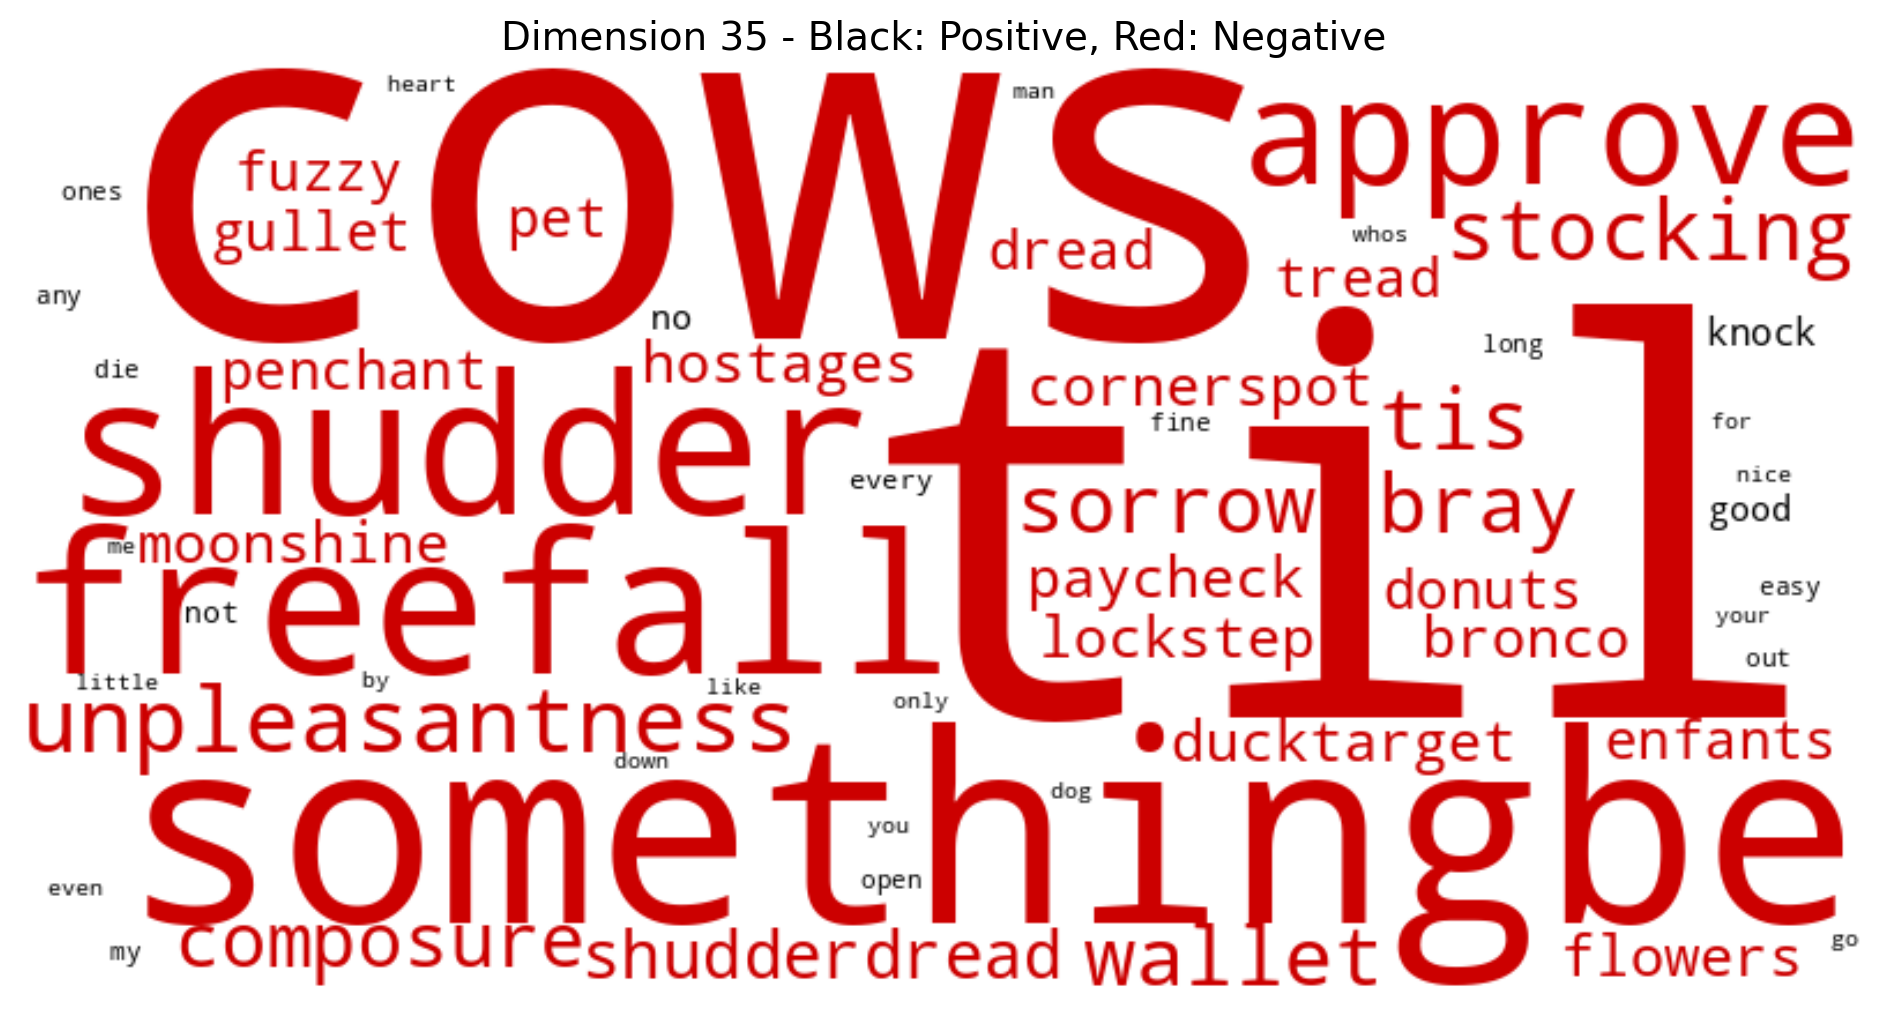 Dimension 35 - Black: Positive, Red: Negative
heart
man
cows
approve
ones
fuzzy
gullet
pet
dread
whos
stocking
tread
any
no
long
knock
die
penchant
hostages
cornerspot
tis
fine
for
shudder
til
every
nice
sorrow
bray
good
me
moonshine
freefall
not
paycheck
donuts
easy
your
lockstep
bronco
out
little
by
like
only
unpleasantness
ducktarget
enfants
down
dog
somethingbe
you
open
even
my
composure
shudderdread
wallet
flowers
go